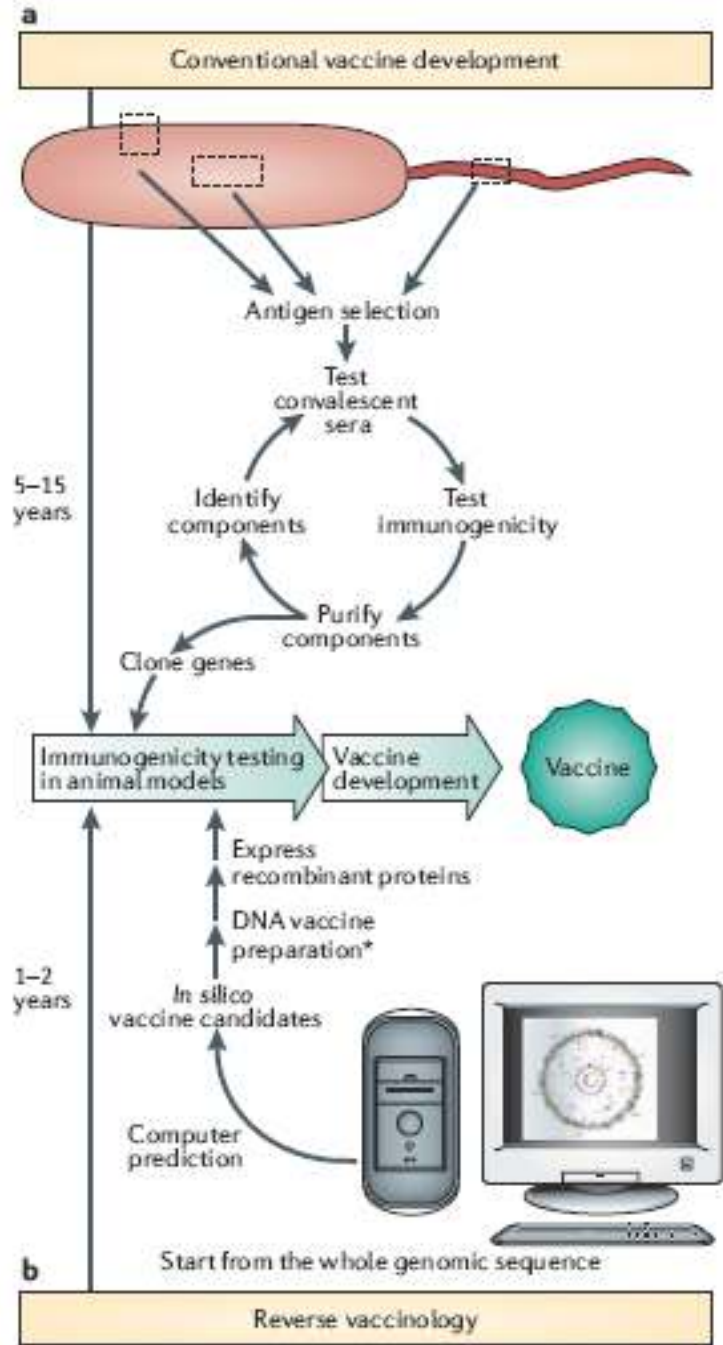 a
Conventional vaccine development
Antigen selection
Test
convalescent
sera
5–15
years
Identify
components
Test
immunogenicity
Purify
components
Clone genes
Immunogenicity testing
in animal models
Vaccine
development
Vaccine
Express
recombinant proteins
DNA vaccine
preparation*
1–2
years
In silico
vaccine candidates
Computer
prediction
Start from the whole genomic sequence
b
Reverse vaccinology